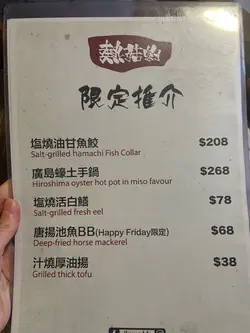 限定推介
塩燒油甘魚鮫 $208
Salt-grilled hamachi Fish Collar
廣島蠔土手鍋 $268
Hiroshima oyster hot pot in miso favour
塩燒活白鱔 $78
Salt-grilled fresh eel
唐揚池魚BB(Happy Friday限定) $68
Deep-fried horse mackerel
汁燒厚油揚 $38
Grilled thick tofu